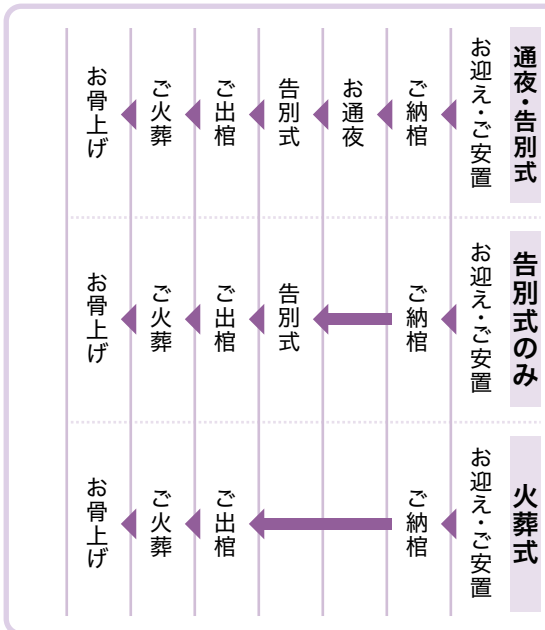 通夜・告別式
お迎え・ご安置
ご納棺
お通夜
告別式
ご出棺
ご火葬
お骨上げ
告別式のみ
お迎え・ご安置
ご納棺
告別式
ご出棺
ご火葬
お骨上げ
火葬式
お迎え・ご安置
ご納棺
ご出棺
ご火葬
お骨上げ